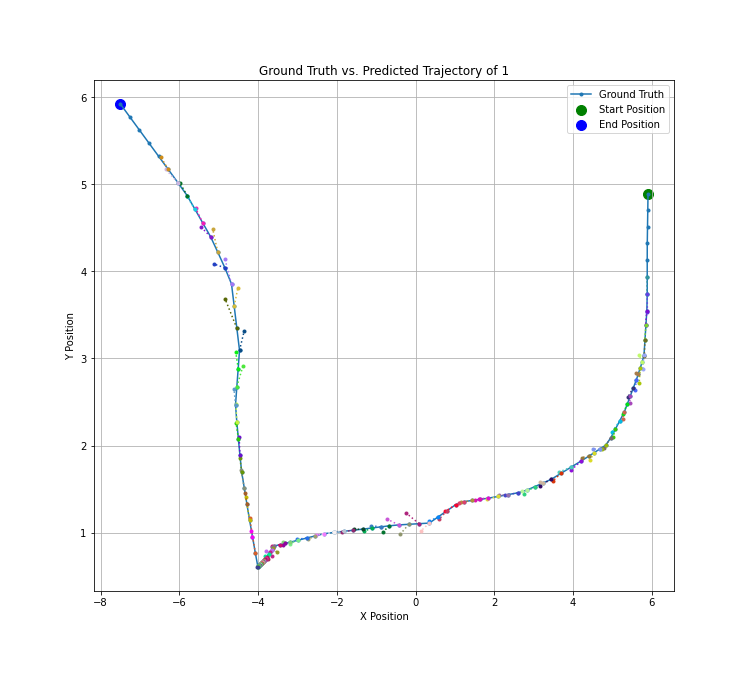 Ground Truth vs. Predicted Trajectory of 1
Ground Truth
Start Position
End Position
6
5
4
3
2
1
Y Position
−8 −6 −4 −2 0 2 4 6
X Position